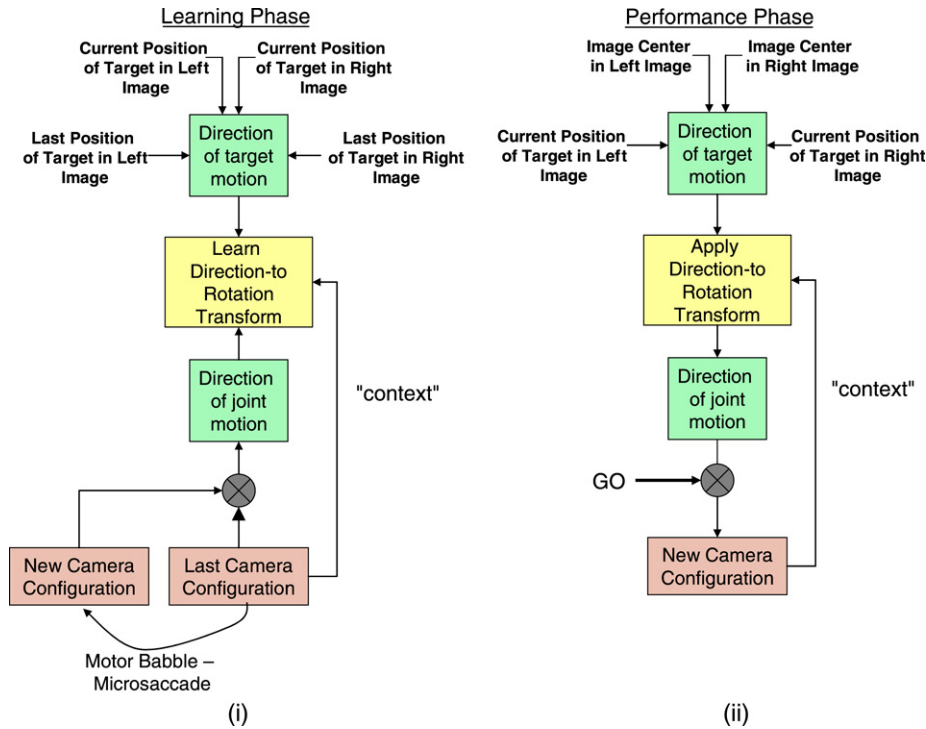 Learning Phase
Current Position
of Target in Left
Image
Current Position
of Target in Right
Image
Last Position
of Target in Left
Image
Direction
of target
motion
Last Position
of Target in Right
Image
Learn
Direction-to
Rotation
Transform
Direction
of joint
motion
"context"
New Camera
Configuration
Last Camera
Configuration
Motor Babble –
Microsaccade
(i)
Performance Phase
Image Center
in Left Image
Image Center
in Right Image
Current Position
of Target in Left
Image
Direction
of target
motion
Current Position
of Target in Right
Image
Apply
Direction-to
Rotation
Transform
Direction
of joint
motion
"context"
GO
New Camera
Configuration
(ii)